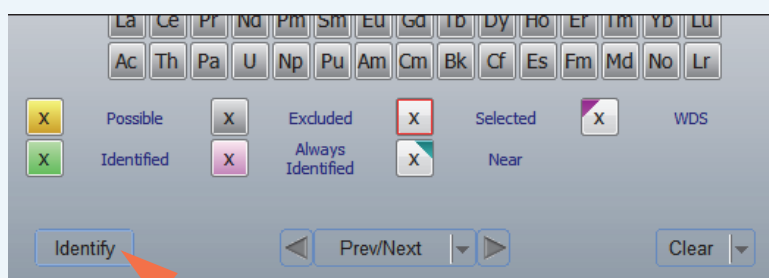 La Ce Pr Nd Pm Sm Eu Gd Tb Dy Ho Er Tm Yb Lu
Ac Th Pa U Np Pu Am Cm Bk Cf Es Fm Md No Lr
X Possible X Excluded X Selected X WDS
X Identified X Always Identified X Near
Identify Prev/Next Clear